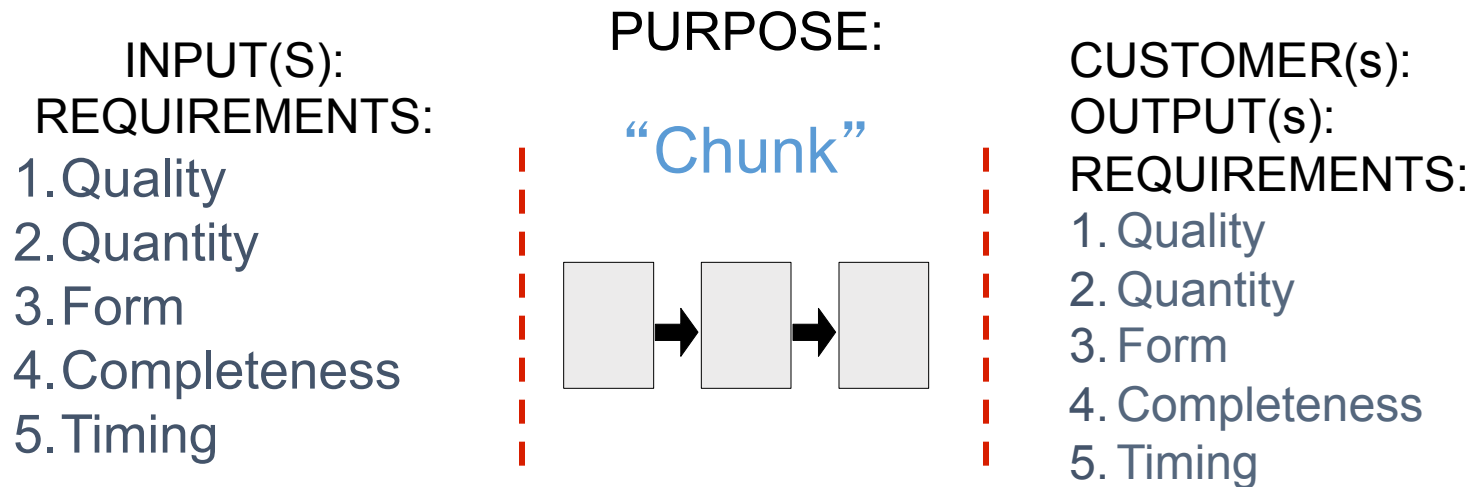 INPUT(S):
REQUIREMENTS:
1.Quality
2.Quantity
3.Form
4.Completeness
5.Timing
PURPOSE:
“Chunk”
CUSTOMER(s):
OUTPUT(s):
REQUIREMENTS:
1. Quality
2. Quantity
3. Form
4. Completeness
5. Timing